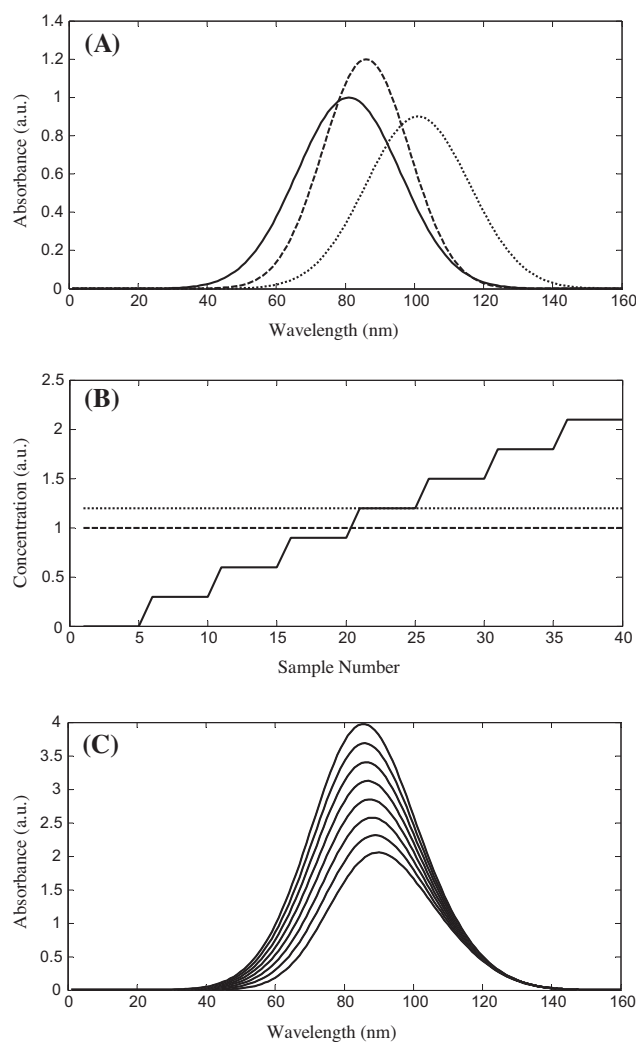 (A)
1.4
1.2
1
0.8
0.6
0.4
0.2
0
Absorbance (a.u.)
0 20 40 60 80 100 120 140 160
Wavelength (nm)
(B)
2.5
2
1.5
1
0.5
0
Concentration (a.u.)
0 5 10 15 20 25 30 35 40
Sample Number
(C)
4
3.5
3
2.5
2
1.5
1
0.5
0
Absorbance (a.u.)
0 20 40 60 80 100 120 140 160
Wavelength (nm)